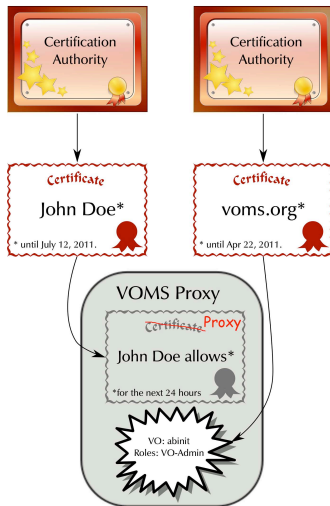 Certification
Authority
Certification
Authority
Certificate
John Doe*
* until July 12, 2011.
Certificate
voms.org*
* until Apr 22, 2011.
VOMS Proxy
Certificate Proxy
John Doe allows*
*for the next 24 hours
VO: abinit
Roles: VO-Admin